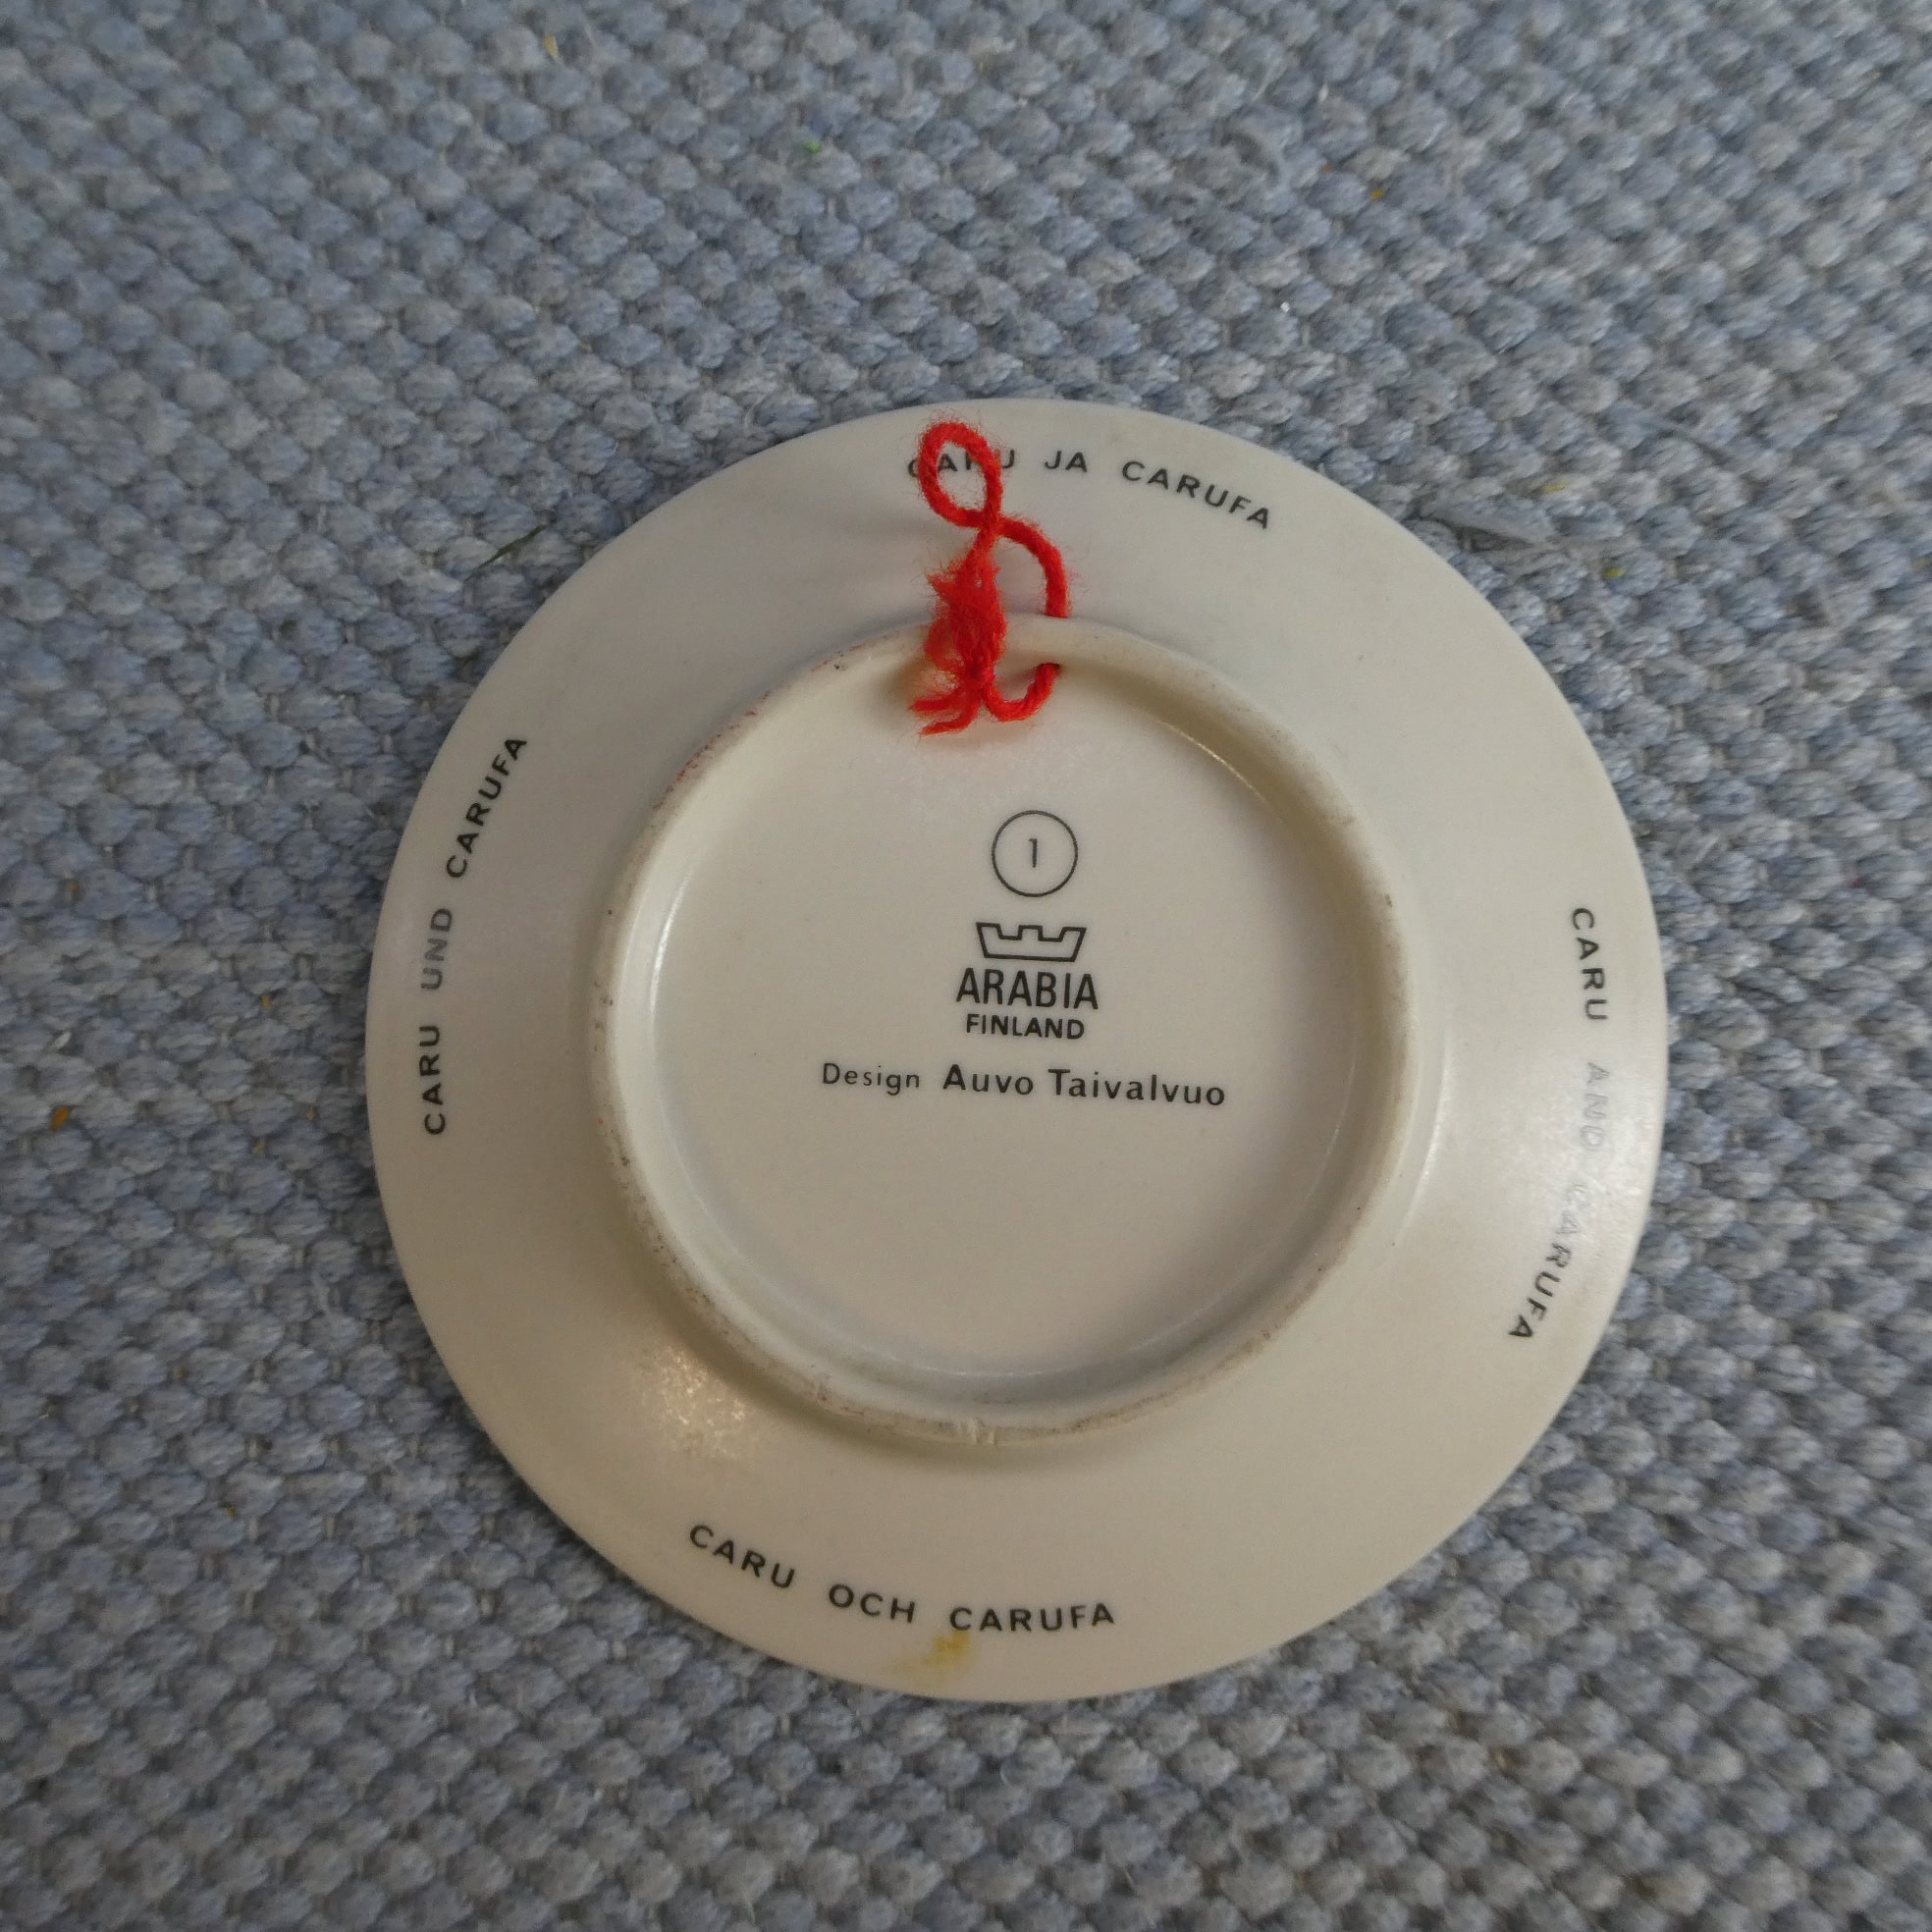 CARU JA CARUFA
CARU UND CARUFA
CARU AND CARUFA
1
ARABIA
FINLAND
Design Auvo Taivalvuo
CARU OCH CARUFA